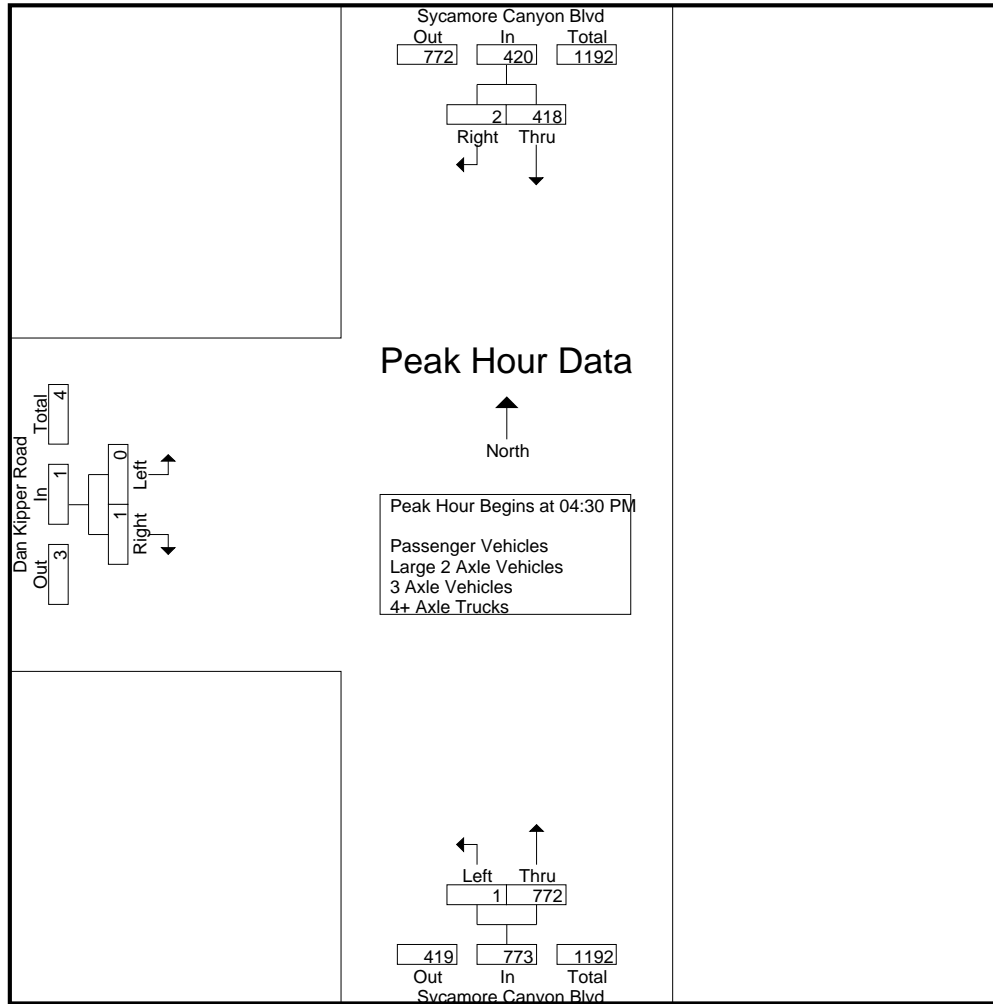 Sycamore Canyon Blvd
Out In Total
772 420 1192
2 418
Right Thru
Peak Hour Data
North
Peak Hour Begins at 04:30 PM
Passenger Vehicles
Large 2 Axle Vehicles
3 Axle Vehicles
4+ Axle Trucks
Dan Kipper Road
Out In Total
3 1 4
1 0
Right Left
Left Thru
1 772
419 773 1192
Out In Total
Sycamore Canyon Blvd